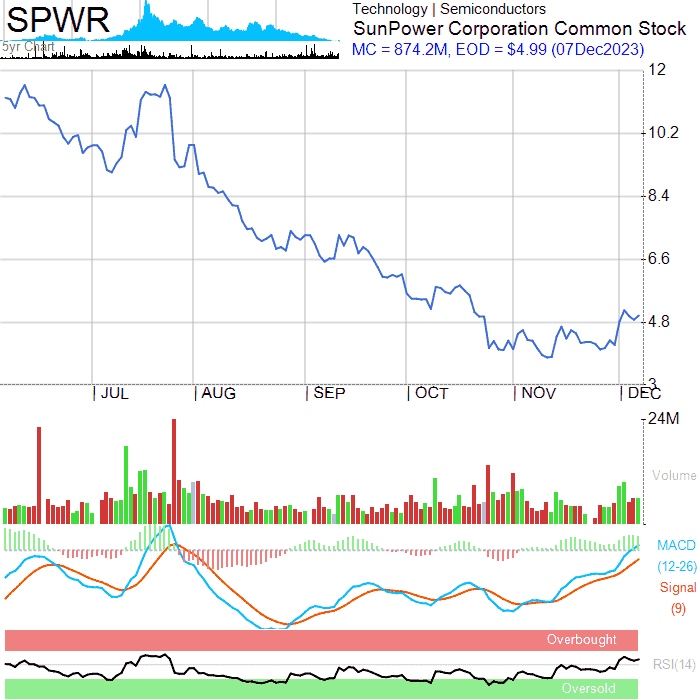 SPWR
5yr Chart
Technology | Semiconductors
SunPower Corporation Common Stock
MC = 874.2M, EOD = $4.99 (07Dec2023)
12
10.2
8.4
6.6
4.8
3
JUL AUG SEP OCT NOV DEC
24M
Volume
MACD
(12-26)
Signal
(9)
Overbought
RSI(14)
Oversold